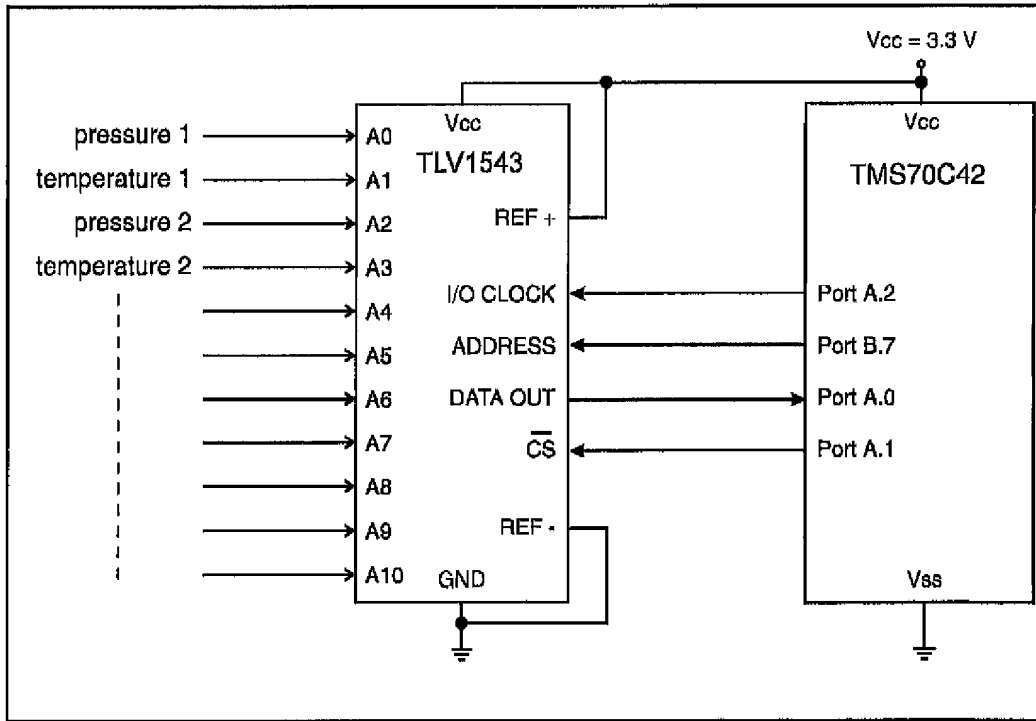 Vcc = 3.3 V
Vcc
TLV1543
Vcc
TMS70C42
pressure 1
A0
temperature 1
A1
pressure 2
A2
REF +
temperature 2
A3
A4
I/O CLOCK
Port A.2
A5
ADDRESS
Port B.7
A6
DATA OUT
Port A.0
A7
CS
Port A.1
A8
A9
REF -
A10
GND
Vss